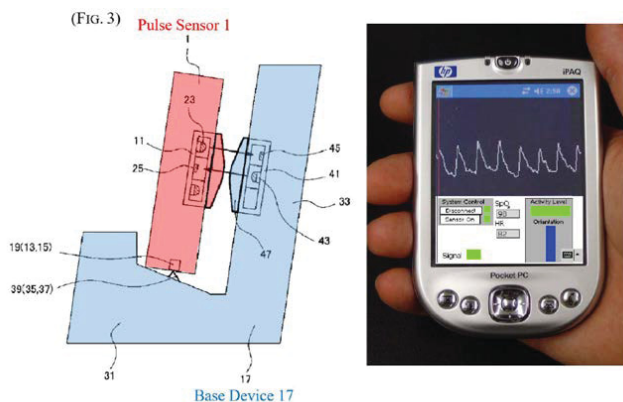 (FIG. 3)
Pulse Sensor 1
1
23
11
25
45
41
33
43
47
19(13,15)
39(35,37)
31
17
Base Device 17
hp
iPAQ
System Control
Disconnect
Sensor On
Signal
SpO2
98
HR
Activity Level
Orientation
Pocket PC